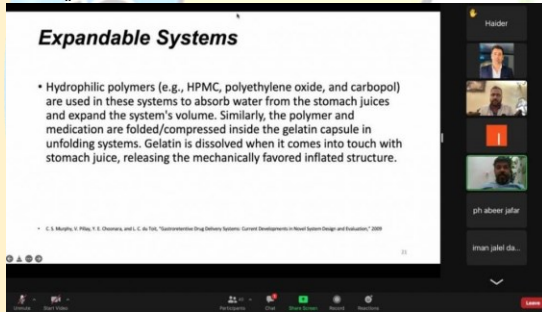 Expandable Systems
• Hydrophilic polymers (e.g., HPMC, polyethylene oxide, and carbopol)
are used in these systems to absorb water from the stomach juices
and expand the system's volume. Similarly, the polymer and
medication are folded/compressed inside the gelatin capsule in
unfolding systems. Gelatin is dissolved when it comes into touch with
stomach juice, releasing the mechanically favored inflated structure.
• C. S. Murphy, V. Pillay, Y. E. Choonara, and L. C. du Toit, "Gastroretentive Drug Delivery Systems: Current Developments in Novel System Design and Evaluation," 2009
Haider
I
ph abeer jafar
iman jalel da...
Unmute
Start Video
Participants
Chat
Share Screen
Record
Reactions
Leave